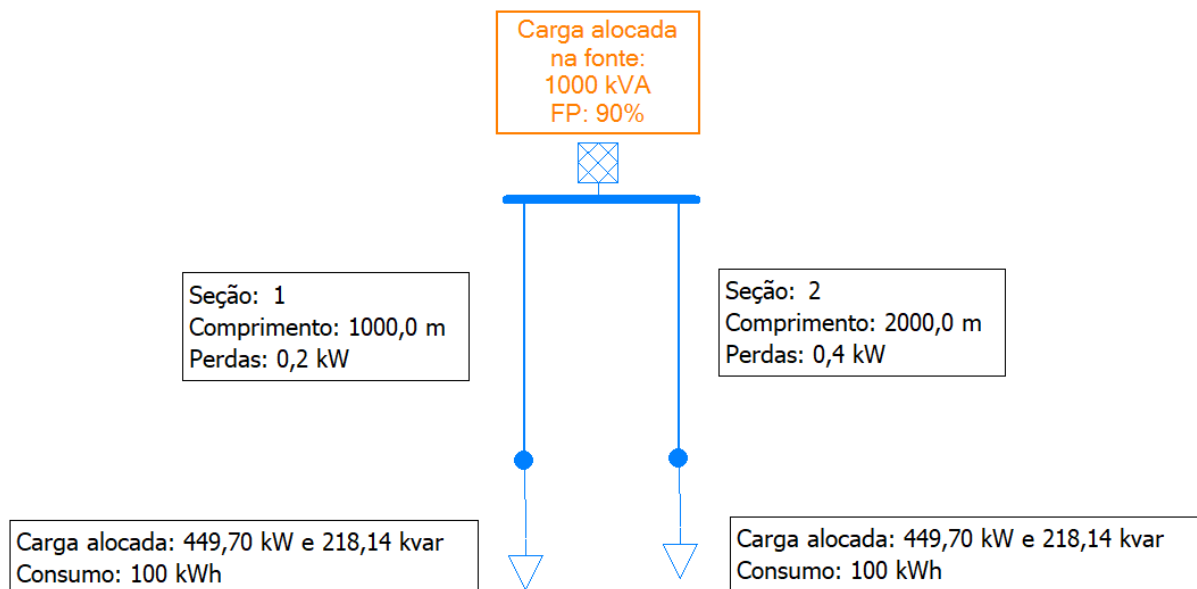 Carga alocada
na fonte:
1000 kVA
FP: 90%
Seção:  1
Comprimento: 1000,0 m
Perdas: 0,2 kW
Seção:  2
Comprimento: 2000,0 m
Perdas: 0,4 kW
Carga alocada: 449,70 kW e 218,14 kvar
Consumo: 100 kWh
Carga alocada: 449,70 kW e 218,14 kvar
Consumo: 100 kWh